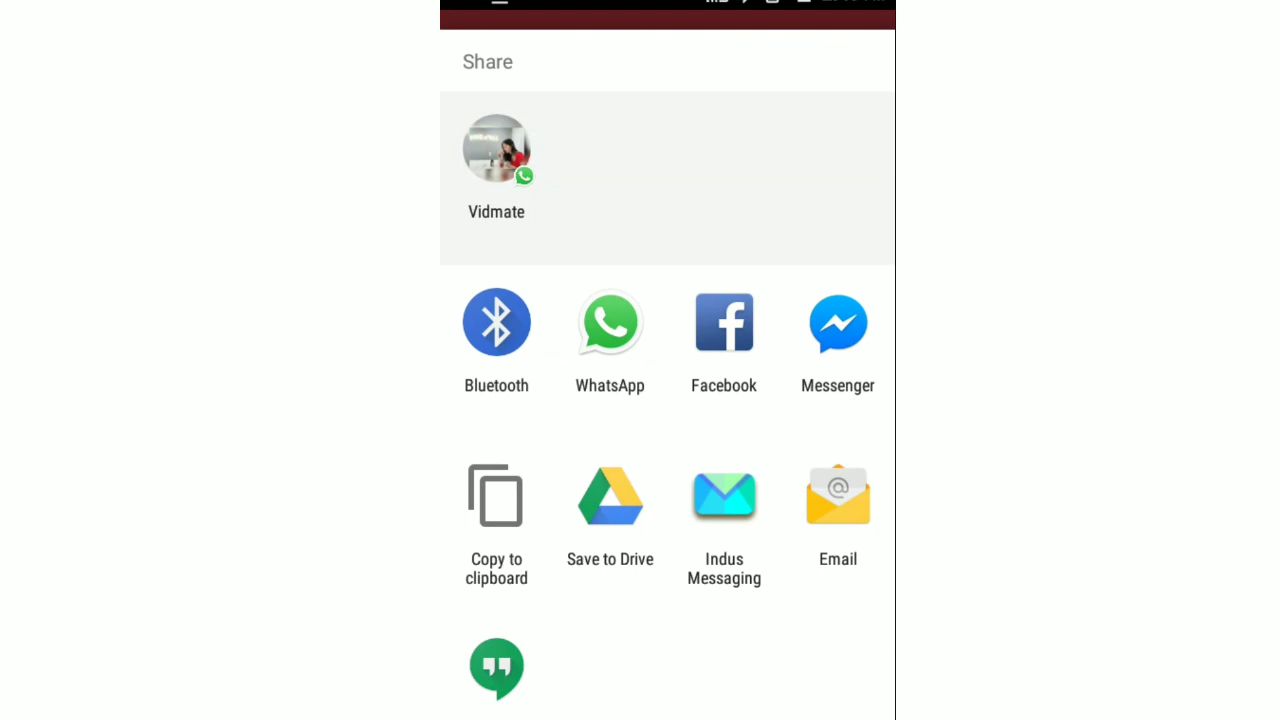 Share
Vidmate
Bluetooth
WhatsApp
Facebook
Messenger
Copy to
clipboard
Save to Drive
Indus
Messaging
Email